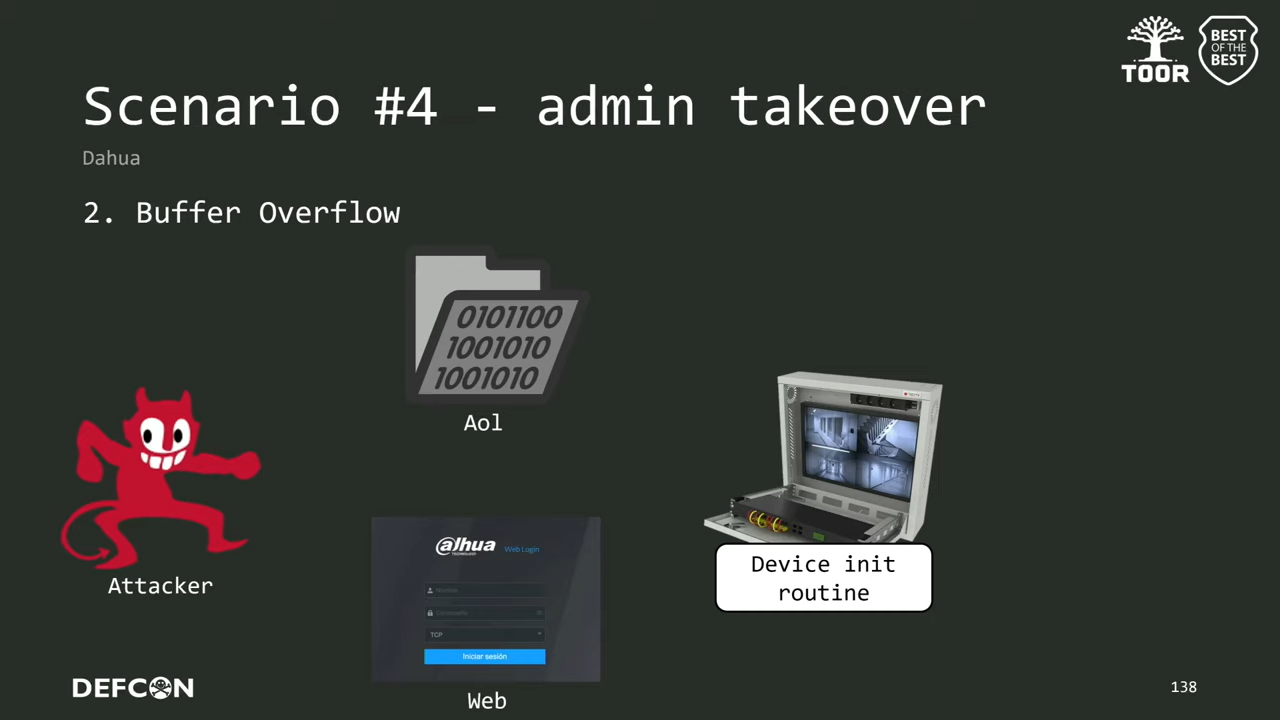 TOOR
BEST
OF THE
BEST
Scenario #4 - admin takeover
Dahua
2. Buffer Overflow
0101100
1001010
1001010
Aol
Attacker
alhua
TECHNOLOGY
Web Login
TCP
Iniciar sesión
Web
Device init
routine
DEFCON
138